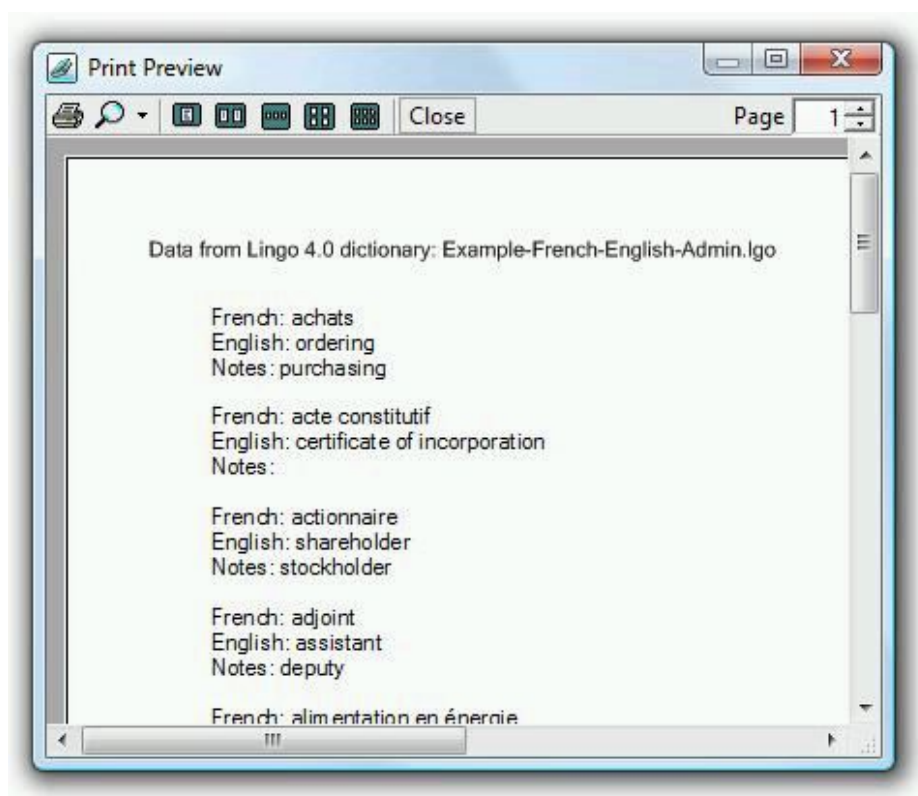 Print Preview
Close
Page 1
Data from Lingo 4.0 dictionary: Example-French-English-Admin.lgo
French: achats
English: ordering
Notes: purchasing
French: acte constitutif
English: certificate of incorporation
Notes:
French: actionnaire
English: shareholder
Notes: stockholder
French: adjoint
English: assistant
Notes: deputy
French: alimentation en énergie